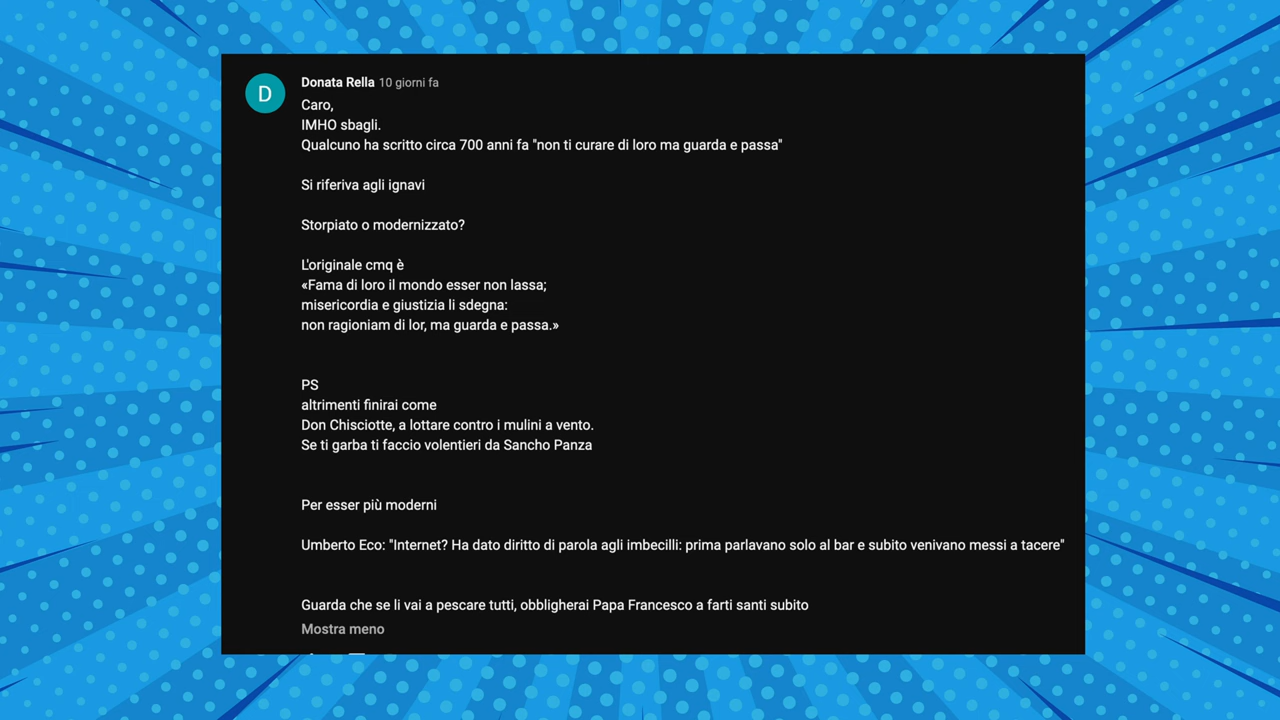 D
Donata Rella 10 giorni fa
Caro,
IMHO sbagli.
Qualcuno ha scritto circa 700 anni fa "non ti curare di loro ma guarda e passa"
Si riferiva agli ignavi
Storpiato o modernizzato?
L'originale cmq è
«Fama di loro il mondo esser non lassa;
misericordia e giustizia li sdegna:
non ragioniam di lor, ma guarda e passa.»
PS
altrimenti finirai come
Don Chisciotte, a lottare contro i mulini a vento.
Se ti garba ti faccio volentieri da Sancho Panza
Per esser più moderni
Umberto Eco: "Internet? Ha dato diritto di parola agli imbecilli: prima parlavano solo al bar e subito venivano messi a tacere"
Guarda che se li vai a pescare tutti, obbligherai Papa Francesco a farti santi subito
Mostra meno